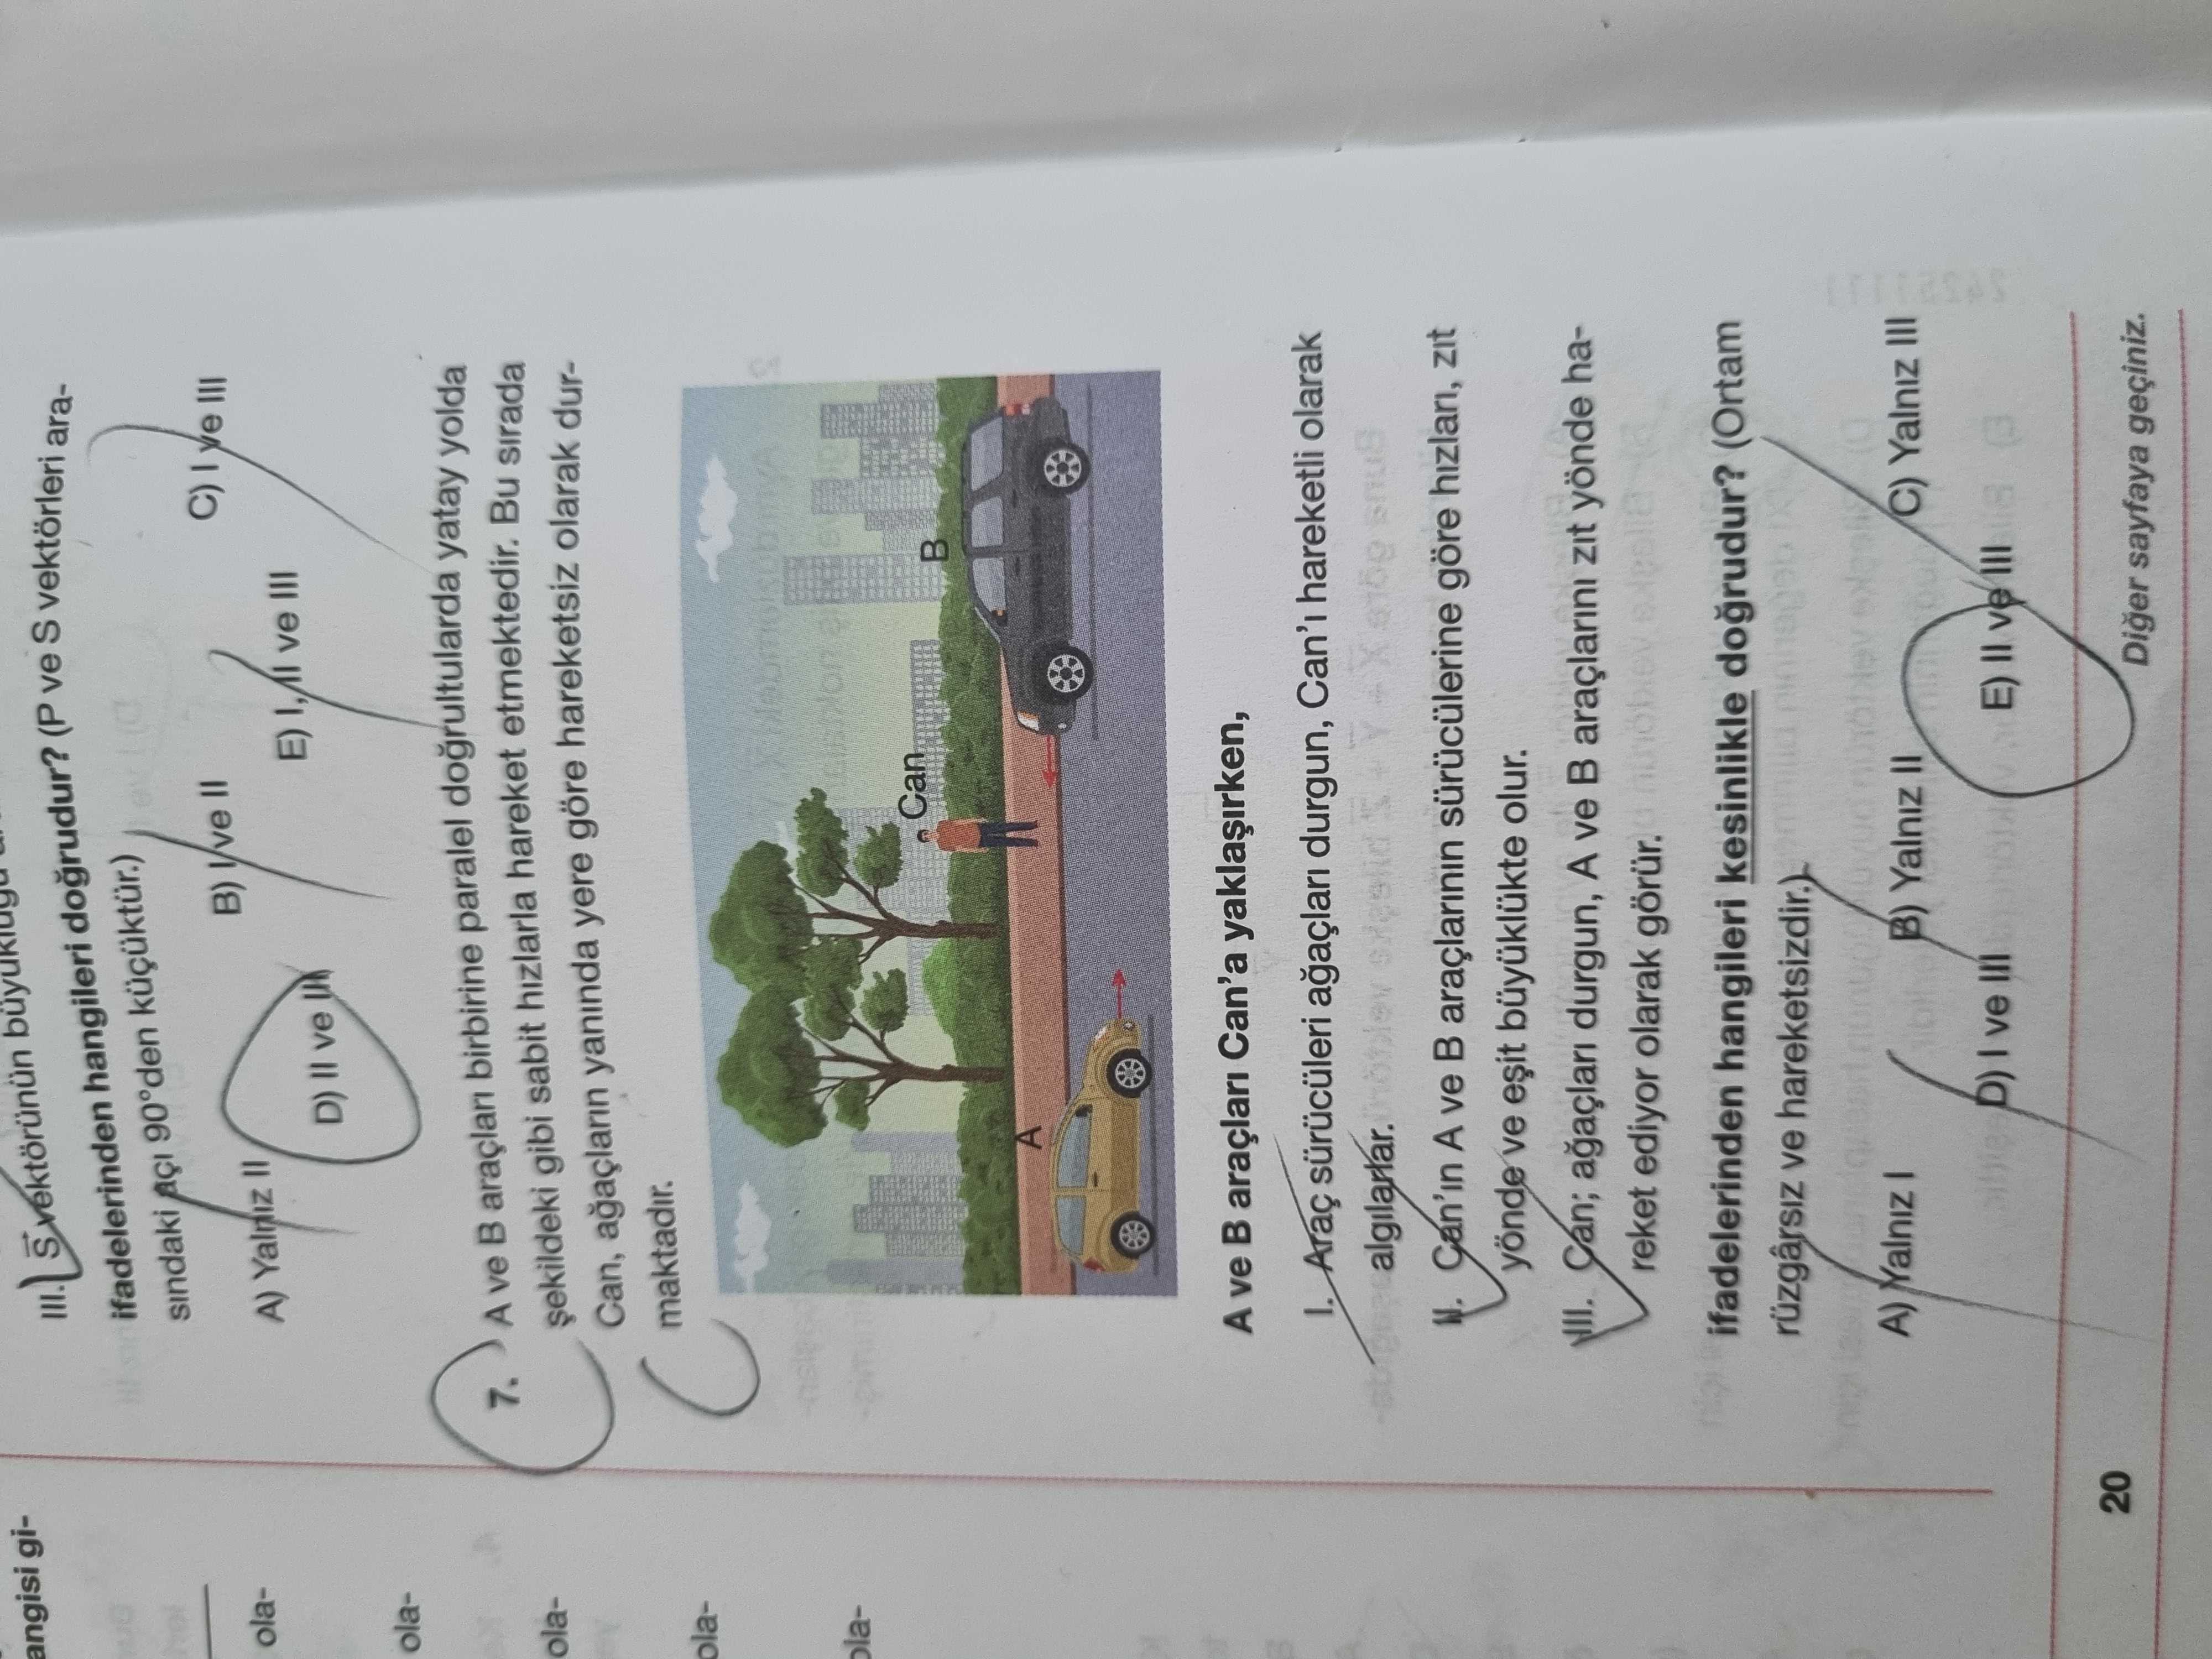 III. S vektörünün
ifadelerinden hangileri doğrudur? (P ve S vektörleri ara-
sındaki açı 90°den küçüktür.)
A) Yalnız II
B) I ve II
C) I ve III
D) II ve III
E) I, II ve III
7. A ve B araçları birbirine paralel doğrultularda yatay yolda
şekildeki gibi sabit hızlarla hareket etmektedir. Bu sırada
Can, ağaçların yanında yere göre hareketsiz olarak dur-
maktadır.
Can
B
A
A ve B araçları Can'a yaklaşırken,
I. Araç sürücüleri ağaçları durgun, Can'ı hareketli olarak
algılarlar.
II. Can'ın A ve B araçlarının sürücülerine göre hızları, zıt
yönde ve eşit büyüklükte olur.
III. Can; ağaçları durgun, A ve B araçlarını zıt yönde ha-
reket ediyor olarak görür.
ifadelerinden hangileri kesinlikle doğrudur? (Ortam
rüzgârsız ve hareketsizdir.)
A) Yalnız I
B) Yalnız II
C) Yalnız III
D) I ve III
E) II ve III
20
Diğer sayfaya geçiniz.
angisi gi-
ola-
ola-
ola-
ola-
ola-